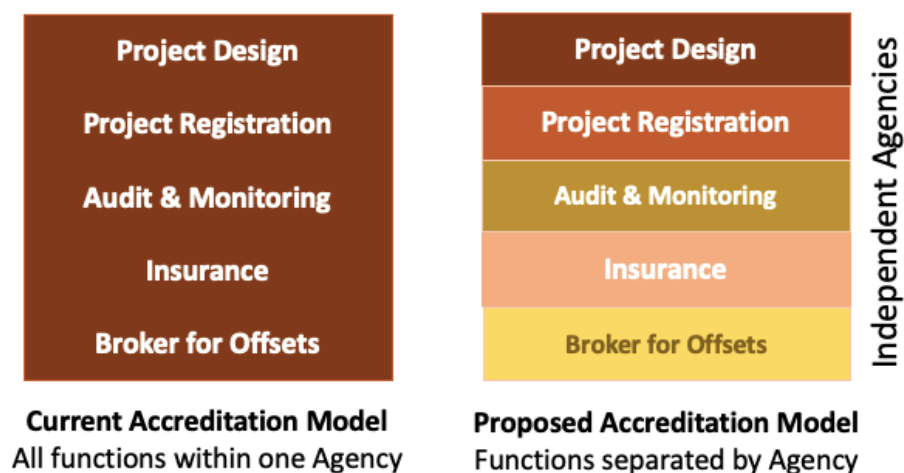 Project Design
Project Registration
Audit & Monitoring
Insurance
Broker for Offsets
Current Accreditation Model
All functions within one Agency
Project Design
Project Registration
Audit & Monitoring
Insurance
Broker for Offsets
Independent Agencies
Proposed Accreditation Model
Functions separated by Agency